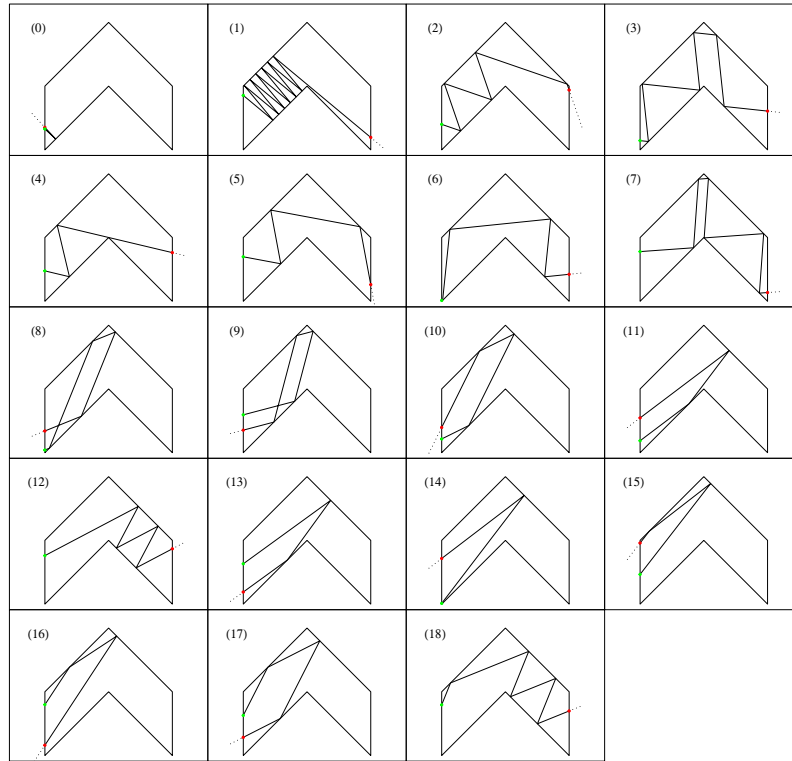 (0) (1) (2) (3)
(4) (5) (6) (7)
(8) (9) (10) (11)
(12) (13) (14) (15)
(16) (17) (18)